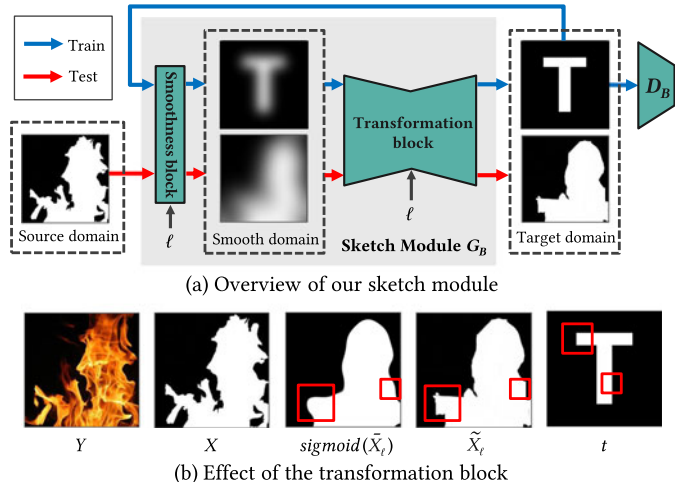 Train
Test
Smoothness block
Transformation
block
D_B
T
T
ℓ
ℓ
Source domain
Smooth domain
Sketch Module G_B
Target domain
(a) Overview of our sketch module
T
Y
X
sigmoid(X̄_ℓ)
X̃_ℓ
t
(b) Effect of the transformation block